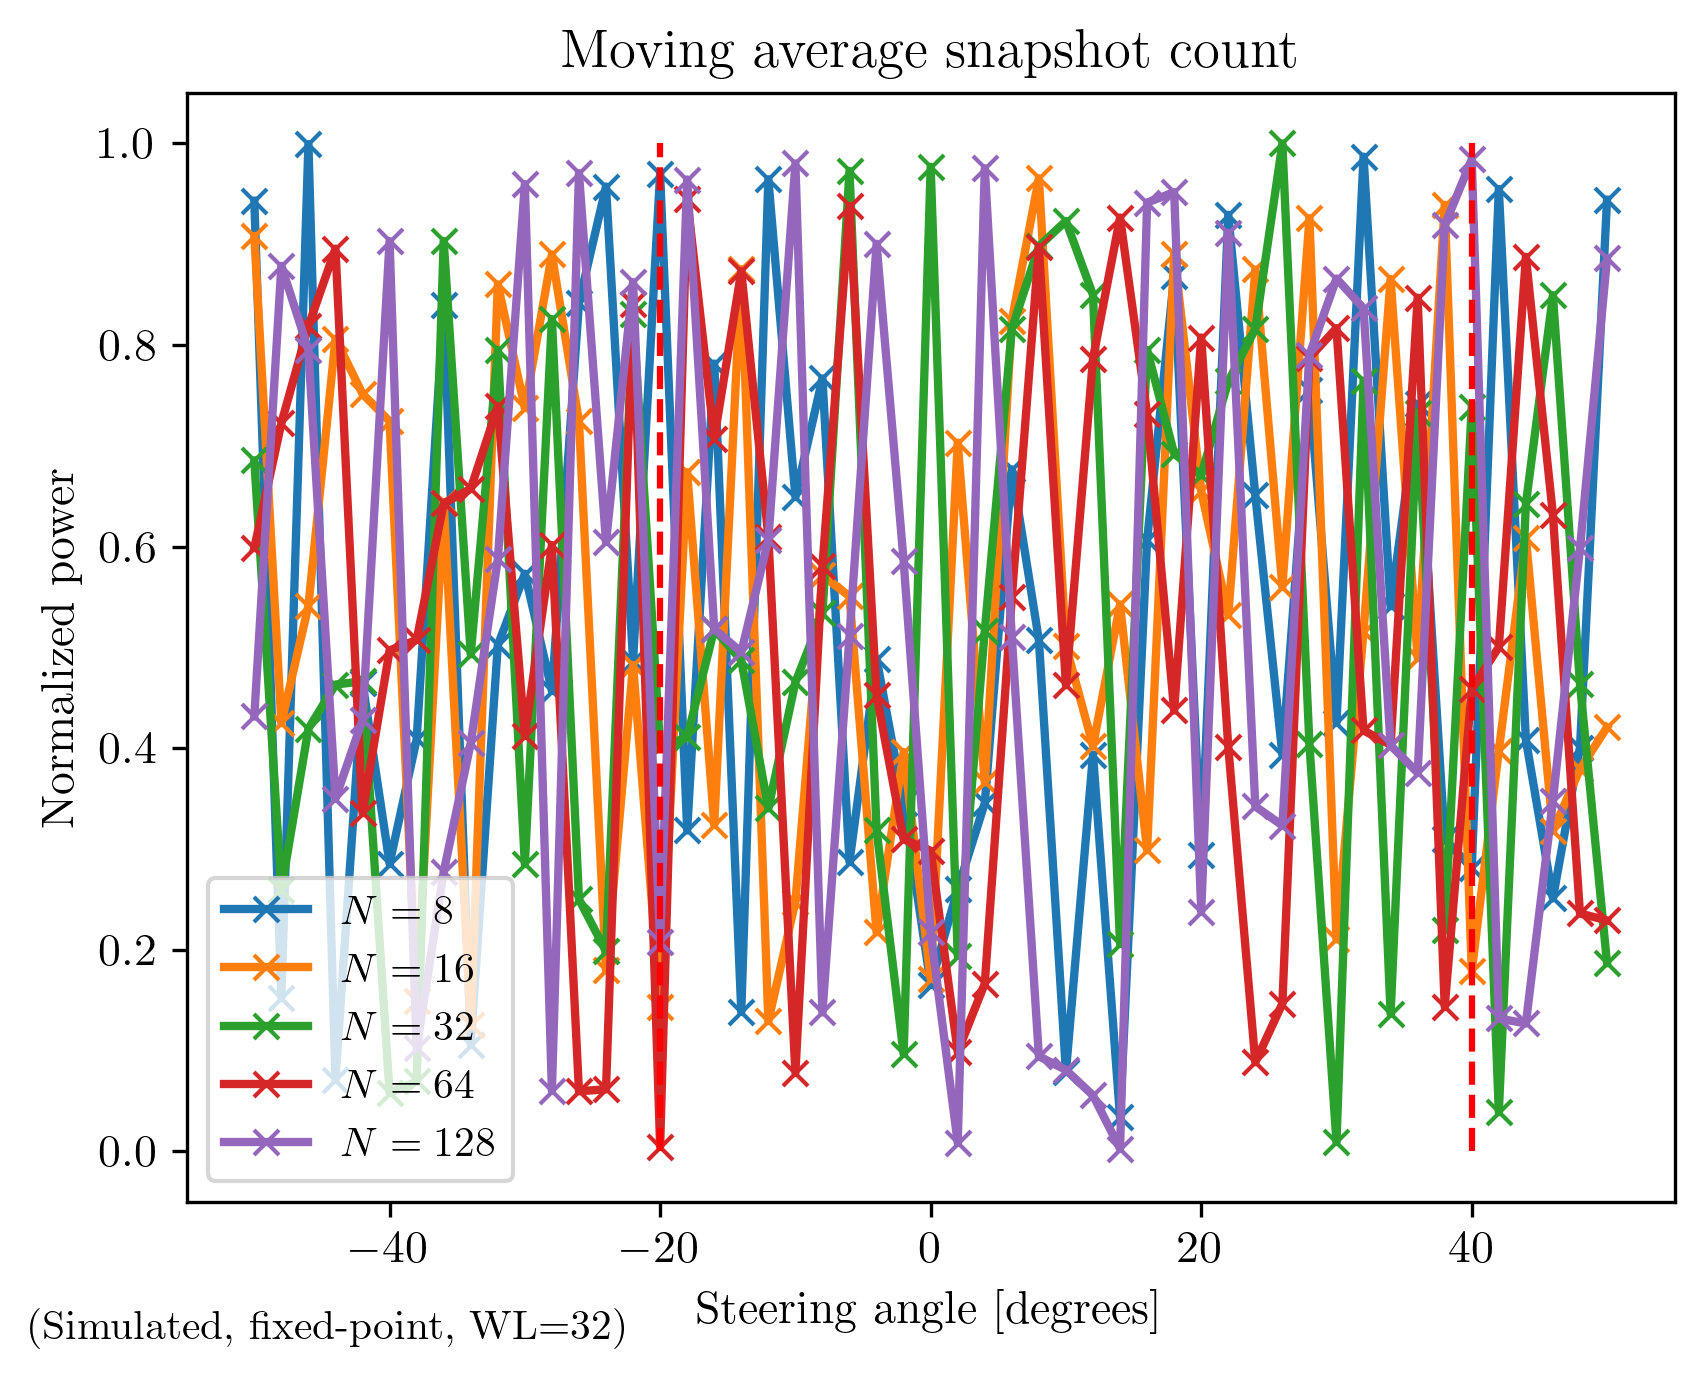 Moving average snapshot count
Normalized power
1.0
0.8
0.6
0.4
0.2
0.0
N = 8
N = 16
N = 32
N = 64
N = 128
−40
−20
0
20
40
Steering angle [degrees]
(Simulated, fixed-point, WL=32)